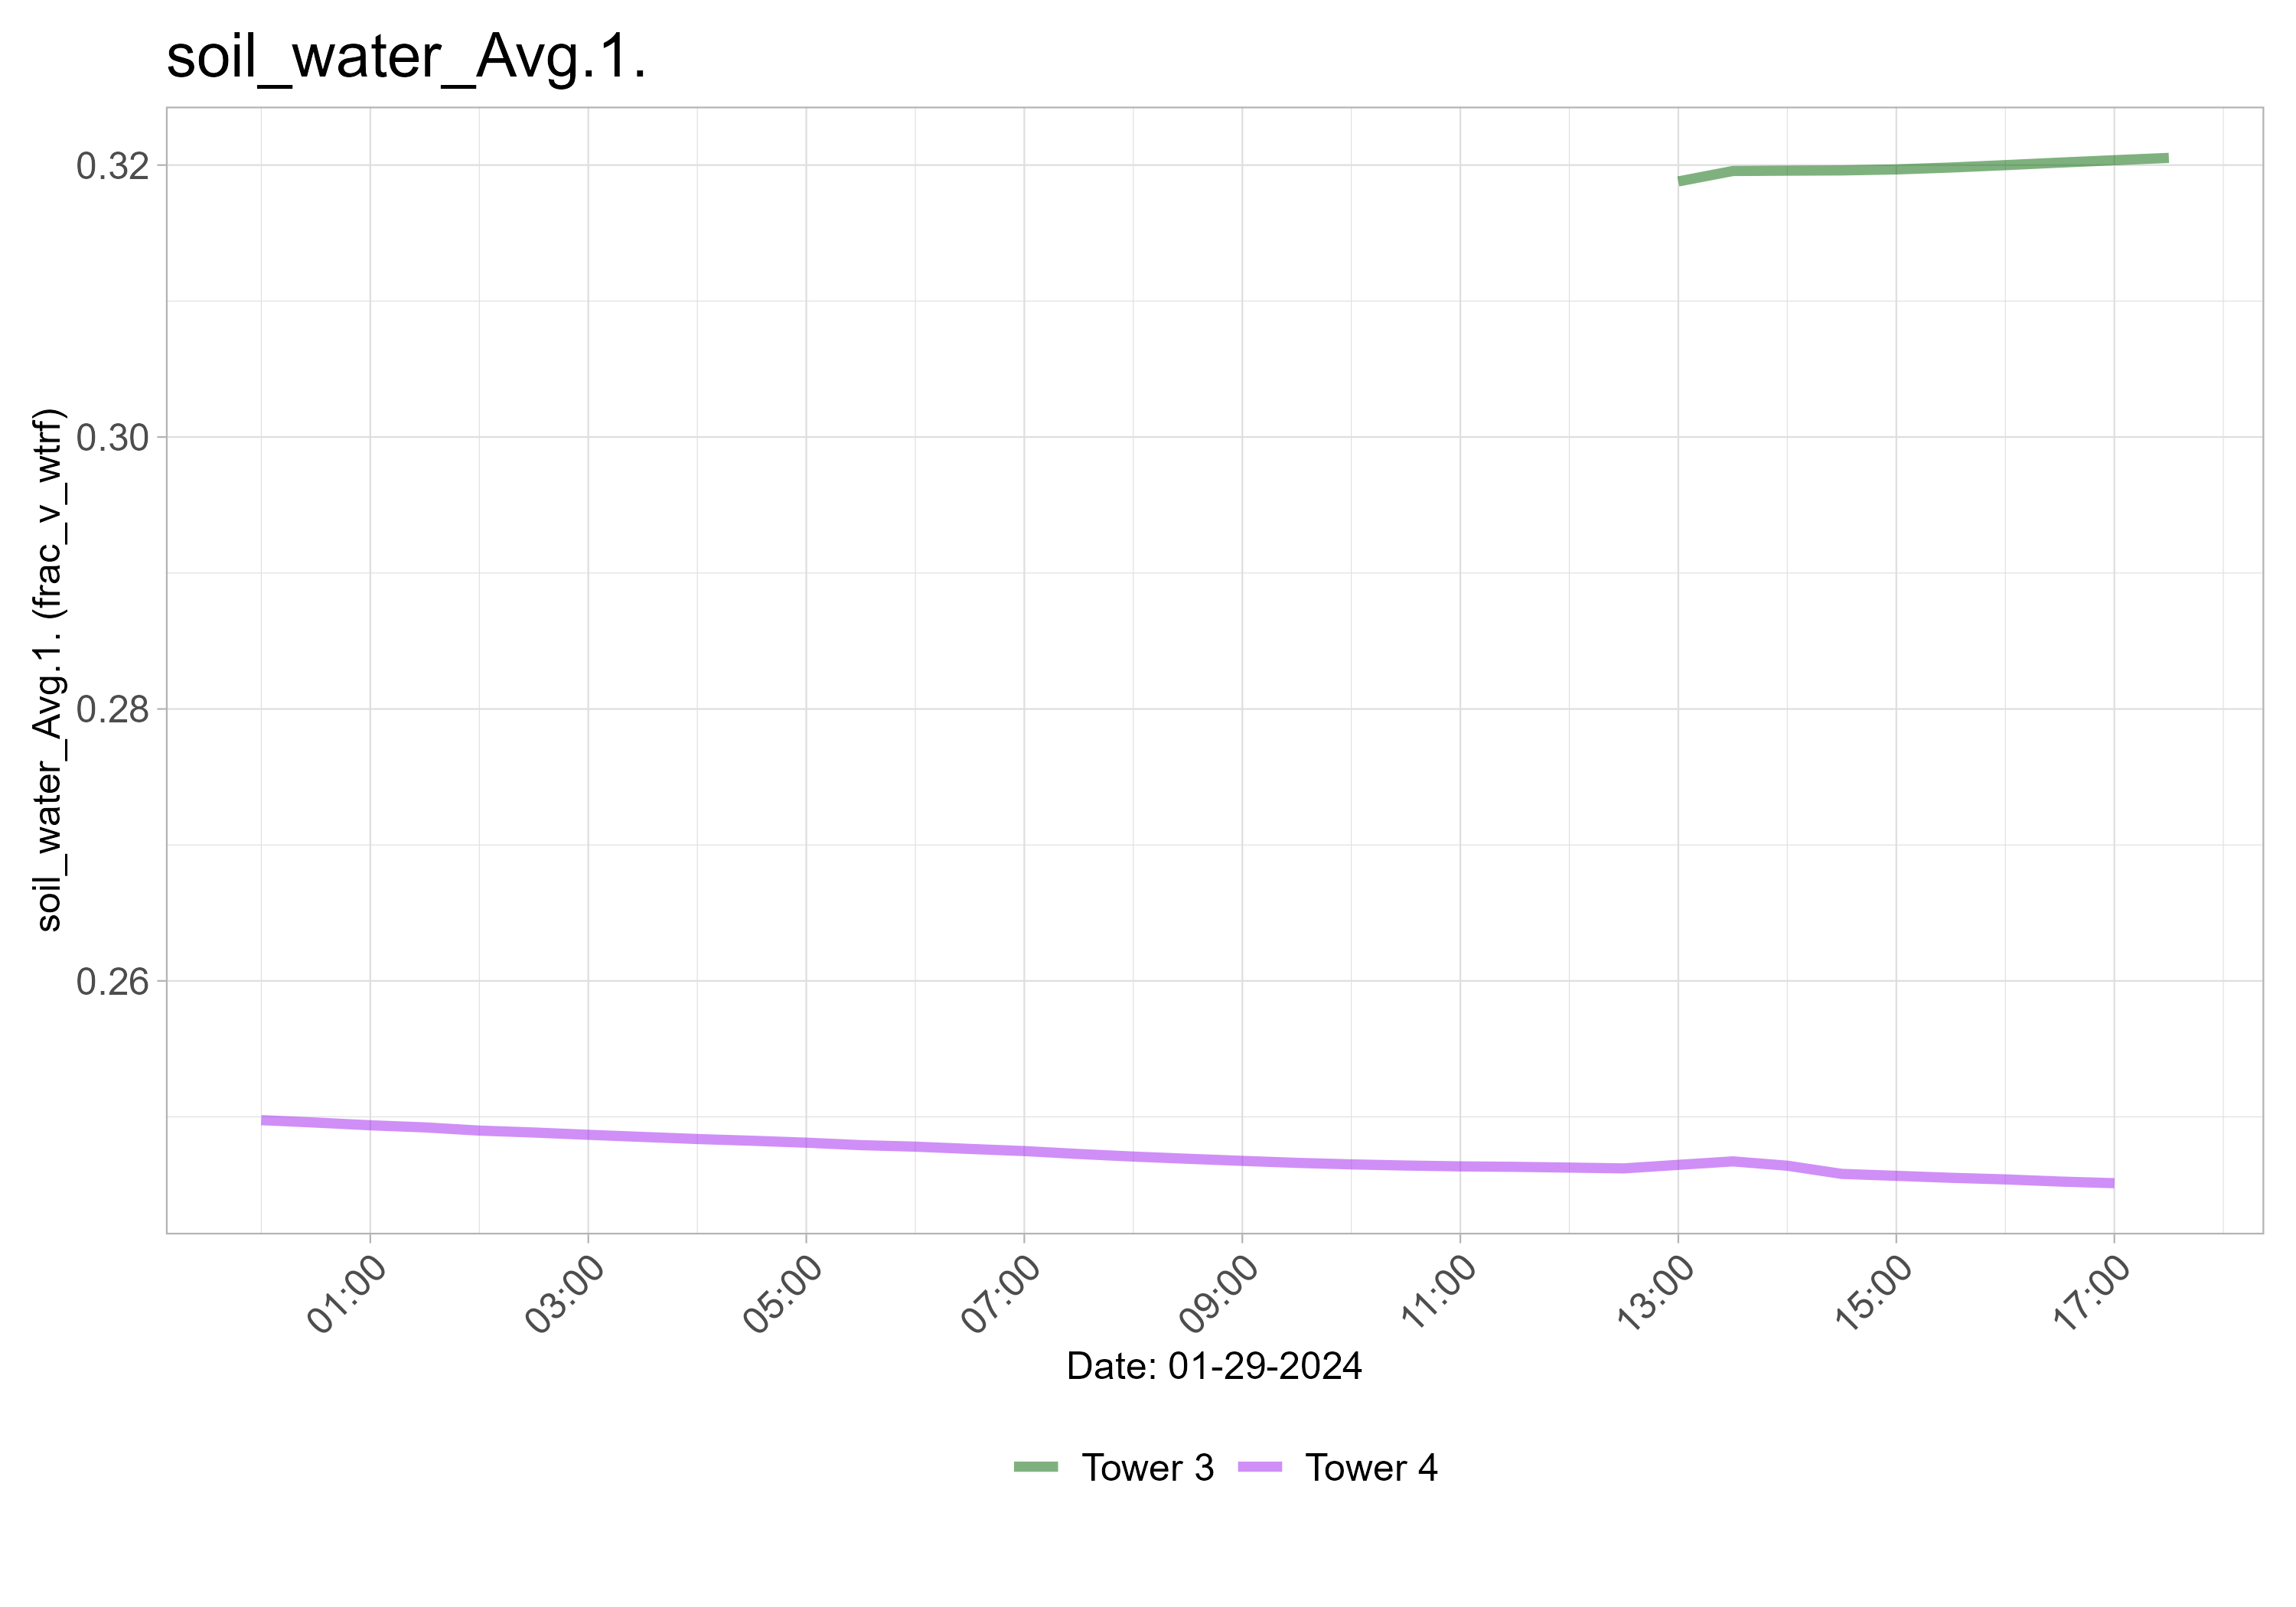 soil_water_Avg.1.
soil_water_Avg.1. (frac_v_wtrf)
0.32
0.30
0.28
0.26
01:00
03:00
05:00
07:00
09:00
11:00
13:00
15:00
17:00
Date: 01-29-2024
Tower 3
Tower 4